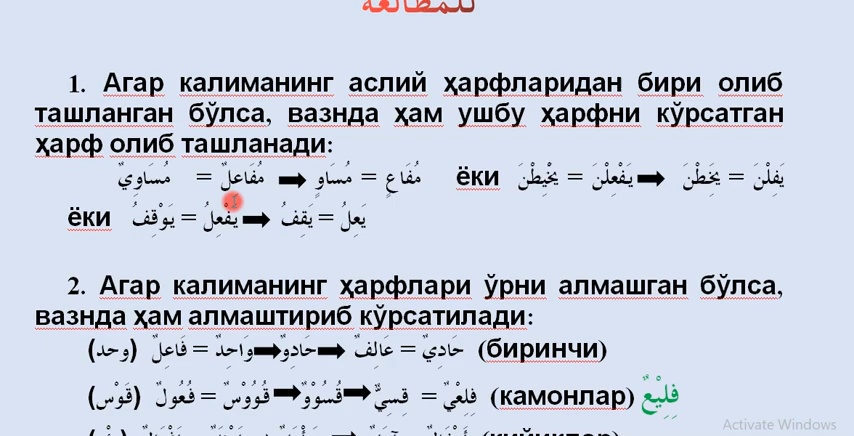 للمطالعة
1. Агар калиманинг аслий ҳарфларидан бири олиб
ташланган бўлса, вазнда ҳам ушбу ҳарфни кўрсатган
ҳарф олиб ташланади:
مُسَاوِيٌ = مُفَاعِلٌ ➡ مُسَاوٍ = مُفَاعٍ ёки يَخْيِطْنَ = يَفْعِلْنَ ➡ يَخِطْنَ = يَفِلْنَ
ёки يَوْقِفُ = يَفْعِلُ ➡ يَقِفُ = يَعِلُ
2. Агар калиманинг ҳарфлари ўрни алмашган бўлса,
вазнда ҳам алмаштириб кўрсатилади:
(وحد) فَاعِلٌ = وَاحِدٌ ➡ حَادِوٌ ➡ حَادِيٌ = عَالِفٌ (биринчи)
(قَوْس) فُعُولٌ = قُوُوْسٌ ➡ قُسُوْوٌ ➡ قِسِيٌّ = فِلِعْيٌ (камонлар) فِلِيْعٌ
Activate Windows